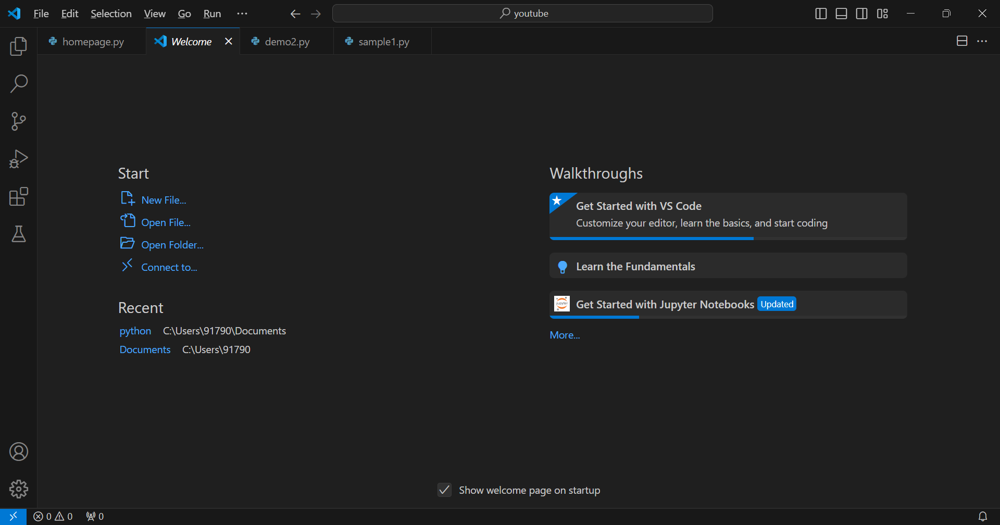 File Edit Selection View Go Run ··· youtube
homepage.py Welcome demo2.py sample1.py
Start
New File...
Open File...
Open Folder...
Connect to...
Recent
python C:\Users\91790\Documents
Documents C:\Users\91790
Walkthroughs
Get Started with VS Code
Customize your editor, learn the basics, and start coding
Learn the Fundamentals
jupyter Get Started with Jupyter Notebooks Updated
More...
Show welcome page on startup
0 0 0